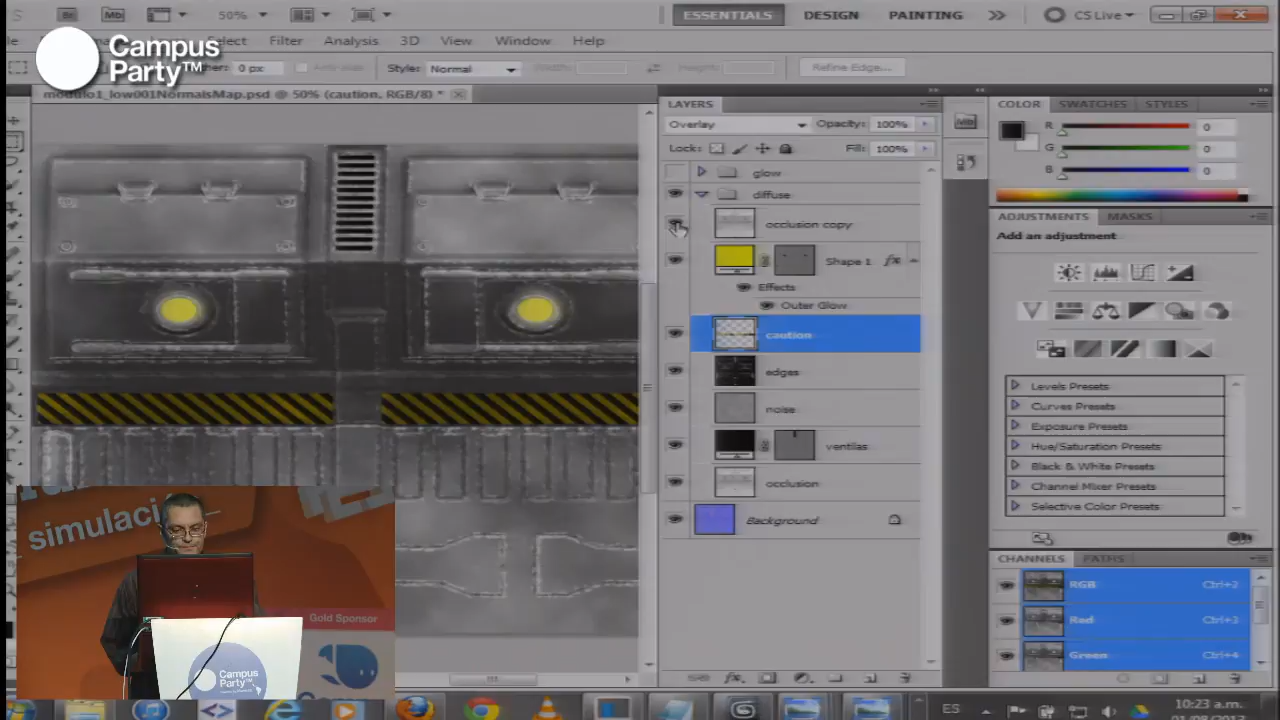 50%
ESSENTIALS
DESIGN
PAINTING
CS Live
Select
Filter
Analysis
3D
View
Window
Help
Campus
Party™
0 px
Style:
Normal
Refine Edge...
modulo1_low001NormalsMap.psd @ 50% (caution, RGB/8) *
LAYERS
Overlay
Opacity:
100%
Lock:
Fill:
100%
glow
diffuse
occlusion copy
Shape 1
fx
Effects
Outer Glow
caution
edges
noise
ventilas
occlusion
Background
COLOR
SWATCHES
STYLES
R
0
G
0
B
0
ADJUSTMENTS
MASKS
Add an adjustment
Levels Presets
Curves Presets
Exposure Presets
Hue/Saturation Presets
Black & White Presets
Channel Mixer Presets
Selective Color Presets
CHANNELS
PATHS
RGB
Ctrl+2
Red
Ctrl+3
Green
Ctrl+4
simulaci
Gold Sponsor
Campus
Party
ES
10:23 a.m.